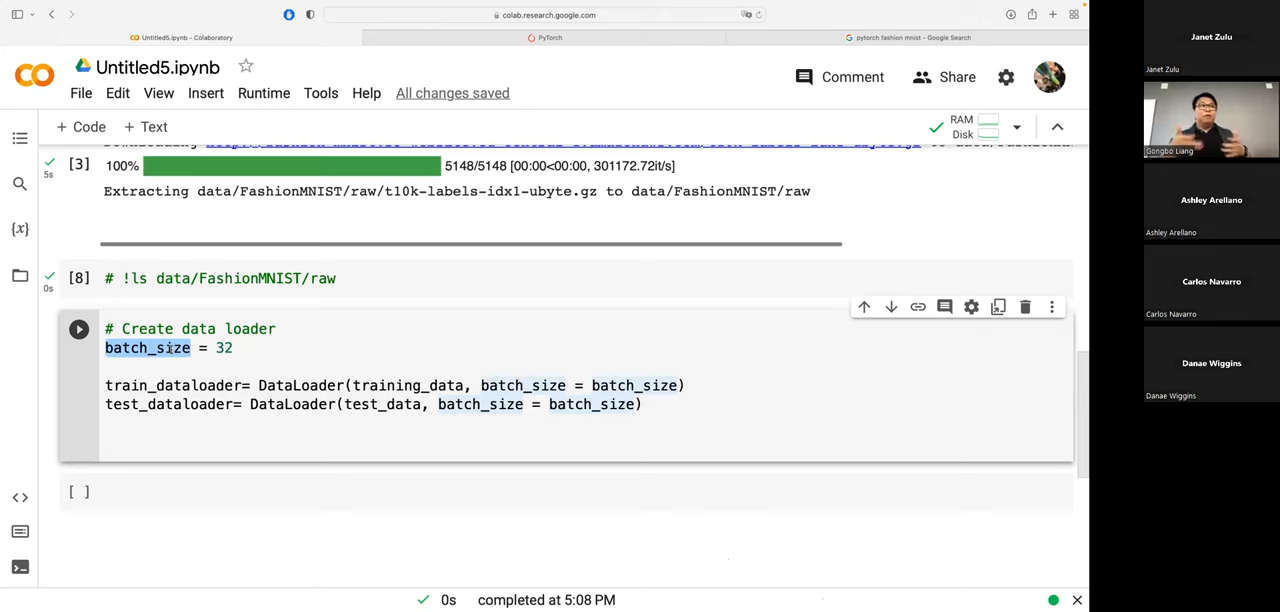 colab.research.google.com
Untitled5.ipynb - Colaboratory
PyTorch
pytorch fashion mnist - Google Search
CO
Untitled5.ipynb
Comment
Share
File Edit View Insert Runtime Tools Help All changes saved
+ Code + Text
RAM
Disk
[3] 100% 5148/5148 [00:00<00:00, 301172.72it/s]
5s
Extracting data/FashionMNIST/raw/t10k-labels-idx1-ubyte.gz to data/FashionMNIST/raw
[8] # !ls data/FashionMNIST/raw
0s
# Create data loader
batch_size = 32
train_dataloader= DataLoader(training_data, batch_size = batch_size)
test_dataloader= DataLoader(test_data, batch_size = batch_size)
[ ]
{x}
0s completed at 5:08 PM
Janet Zulu
Janet Zulu
Gongbo Liang
Ashley Arellano
Ashley Arellano
Carlos Navarro
Carlos Navarro
Danae Wiggins
Danae Wiggins